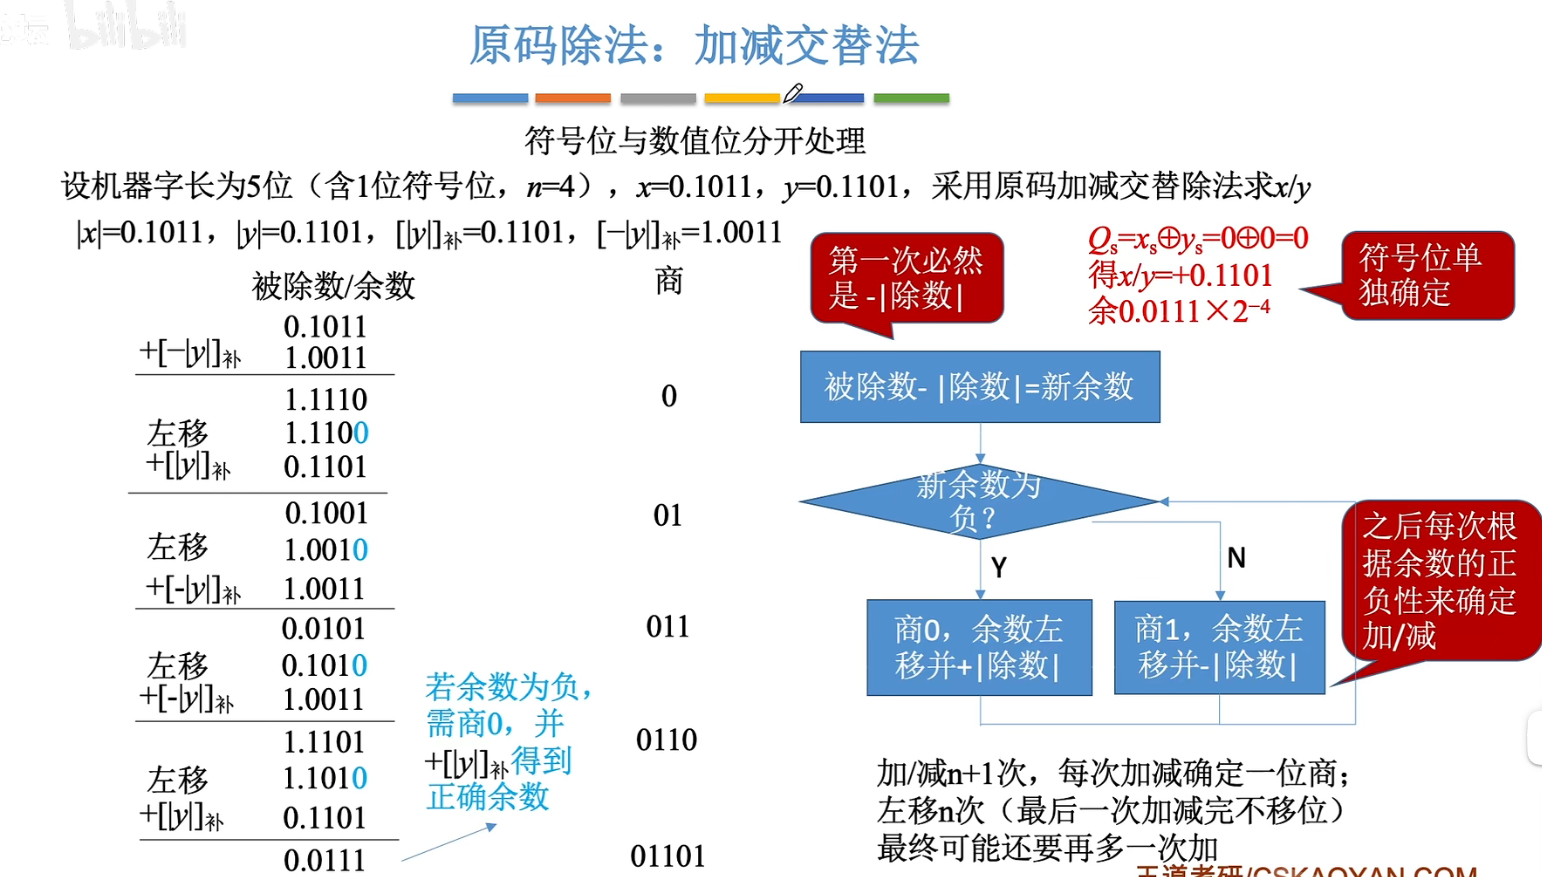 bilibili
原码除法：加减交替法
符号位与数值位分开处理
设机器字长为5位（含1位符号位，n=4），x=0.1011，y=0.1101，采用原码加减交替除法求x/y
|x|=0.1011，|y|=0.1101，[|y|]补=0.1101，[−|y|]补=1.0011
被除数/余数 商
0.1011
+[−|y|]补 1.0011
1.1110 0
左移 1.1100
+[|y|]补 0.1101
0.1001 01
左移 1.0010
+[-|y|]补 1.0011
0.0101 011
左移 0.1010
+[-|y|]补 1.0011
1.1101 0110
左移 1.1010
+[|y|]补 0.1101
0.0111 01101
若余数为负，
需商0，并
+[|y|]补得到
正确余数
第一次必然
是 -|除数|
Qs=xs⊕ys=0⊕0=0
得x/y=+0.1101
余0.0111×2⁻⁴
符号位单
独确定
被除数- |除数|=新余数
新余数为
负？
Y
N
商0，余数左
移并+|除数|
商1，余数左
移并-|除数|
之后每次根
据余数的正
负性来确定
加/减
加/减n+1次，每次加减确定一位商；
左移n次（最后一次加减完不移位）
最终可能还要再多一次加
王道考研/CSKAOYAN.COM